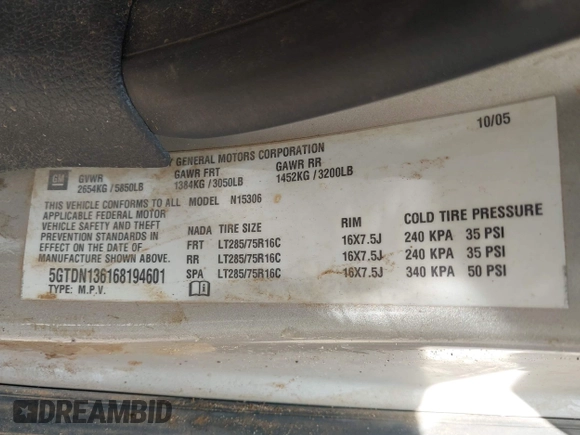 10/05
Y GENERAL MOTORS CORPORATION
GM
GVWR GAWR FRT GAWR RR
2654KG / 5850LB 1384KG / 3050LB 1452KG / 3200LB
THIS VEHICLE CONFORMS TO ALL MODEL N15306
APPLICABLE FEDERAL MOTOR
VEHICLE SAFETY AND THEFT
PREVENTION STANDARDS IN
EFFECT ON THE DATE OF
MANUFACTURE SHOWN ABOVE.
5GTDN136168194601
TYPE: M.P.V.
NADA TIRE SIZE RIM COLD TIRE PRESSURE
FRT LT285/75R16C 16X7.5J 240 KPA 35 PSI
RR LT285/75R16C 16X7.5J 240 KPA 35 PSI
SPA LT285/75R16C 16X7.5J 340 KPA 50 PSI
DREAMBID